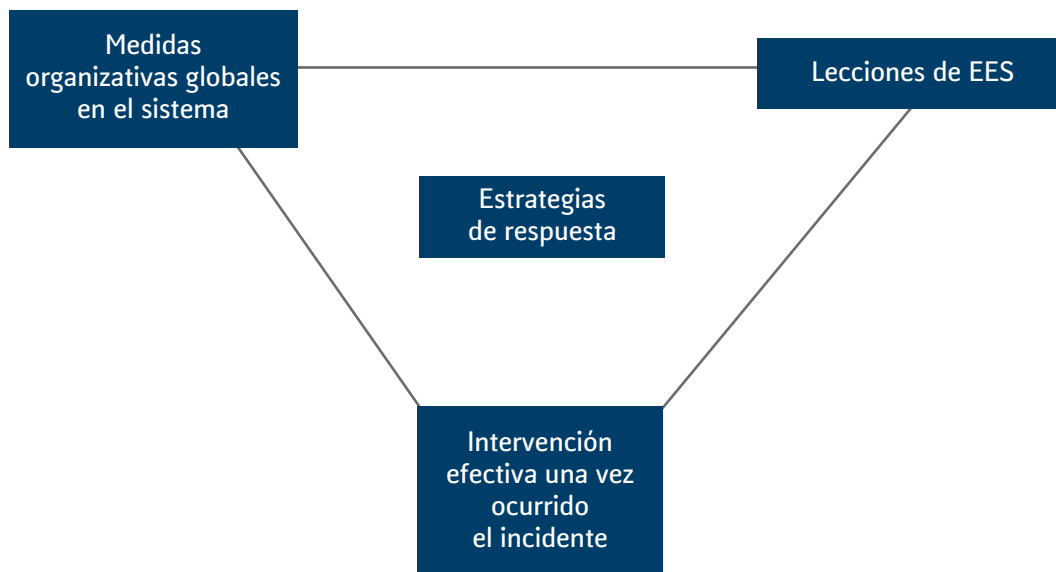 Medidas
organizativas globales
en el sistema
Lecciones de EES
Estrategias
de respuesta
Intervención
efectiva una vez
ocurrido
el incidente